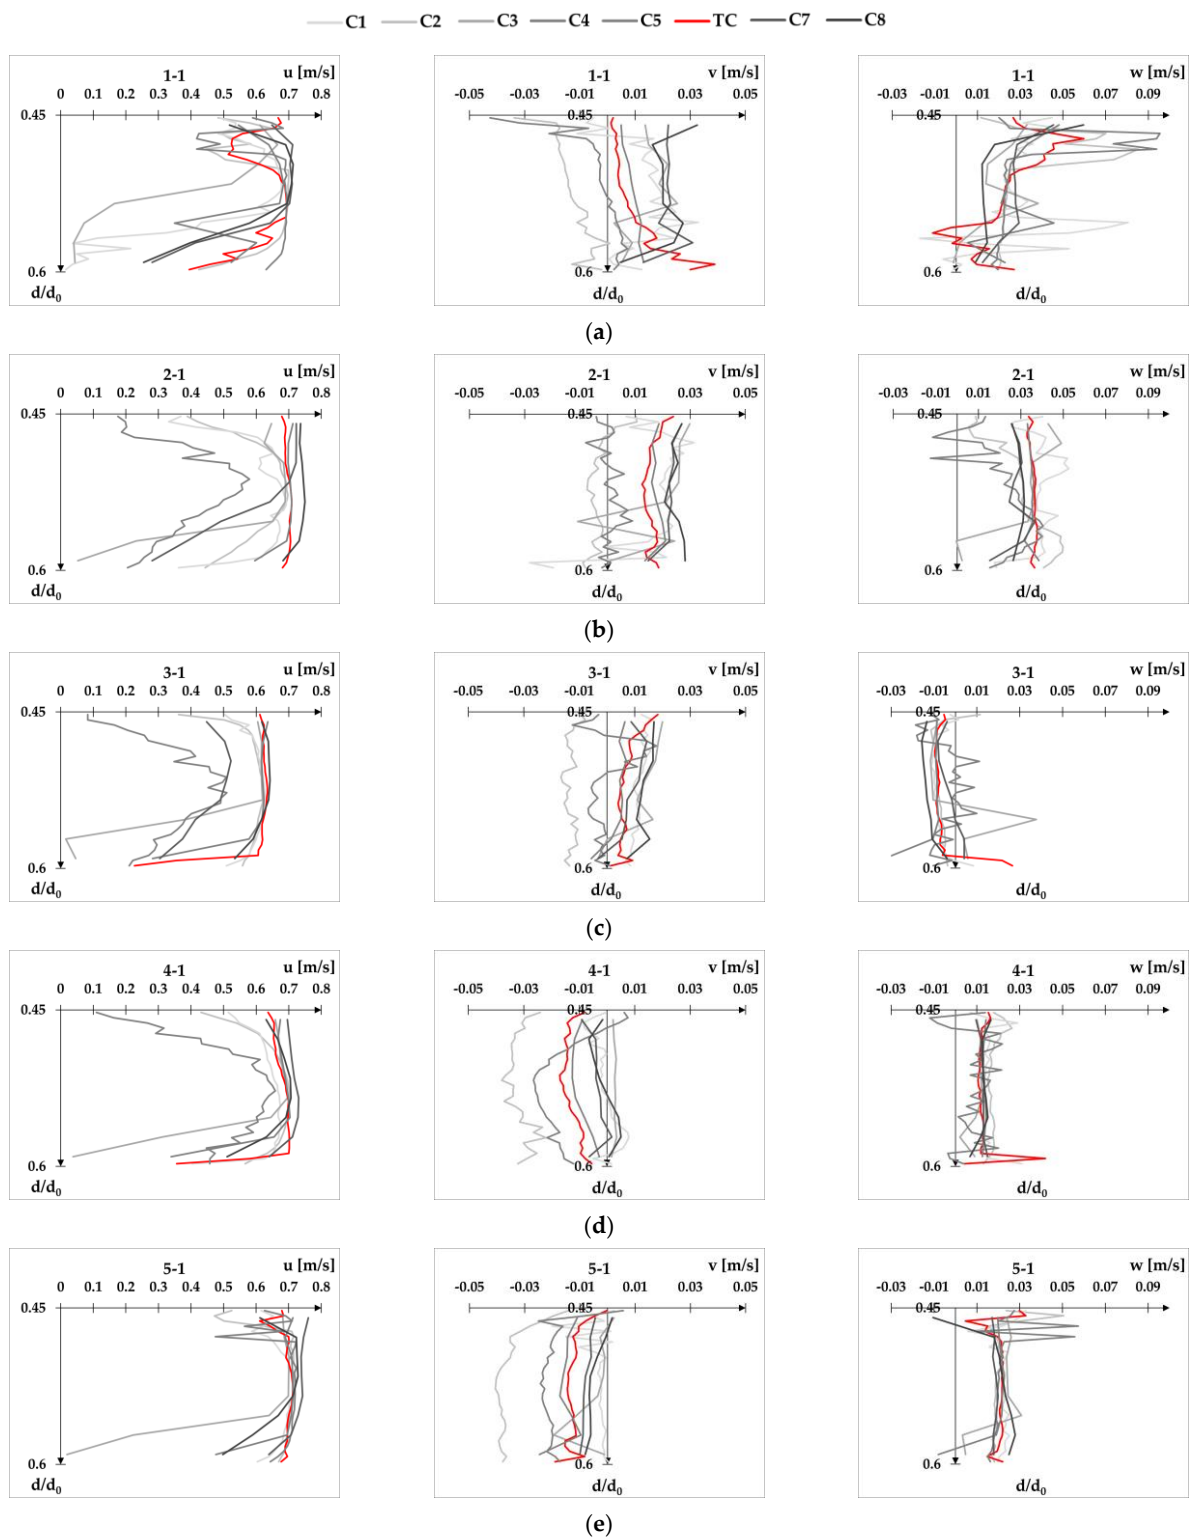 C1 C2 C3 C4 C5 TC C7 C8
u [m/s] v [m/s] w [m/s]
1-1 1-1 1-1
0 0.1 0.2 0.3 0.4 0.5 0.6 0.7 0.8 -0.05 -0.03 -0.01 0.01 0.03 0.05 -0.03 -0.01 0.01 0.03 0.05 0.07 0.09
0.45 0.45 0.45
0.6 0.6 0.6
d/d₀ d/d₀ d/d₀
(a)
u [m/s] v [m/s] w [m/s]
2-1 2-1 2-1
0 0.1 0.2 0.3 0.4 0.5 0.6 0.7 0.8 -0.05 -0.03 -0.01 0.01 0.03 0.05 -0.03 -0.01 0.01 0.03 0.05 0.07 0.09
0.45 0.45 0.45
0.6 0.6 0.6
d/d₀ d/d₀ d/d₀
(b)
u [m/s] v [m/s] w [m/s]
3-1 3-1 3-1
0 0.1 0.2 0.3 0.4 0.5 0.6 0.7 0.8 -0.05 -0.03 -0.01 0.01 0.03 0.05 -0.03 -0.01 0.01 0.03 0.05 0.07 0.09
0.45 0.45 0.45
0.6 0.6 0.6
d/d₀ d/d₀ d/d₀
(c)
u [m/s] v [m/s] w [m/s]
4-1 4-1 4-1
0 0.1 0.2 0.3 0.4 0.5 0.6 0.7 0.8 -0.05 -0.03 -0.01 0.01 0.03 0.05 -0.03 -0.01 0.01 0.03 0.05 0.07 0.09
0.45 0.45 0.45
0.6 0.6 0.6
d/d₀ d/d₀ d/d₀
(d)
u [m/s] v [m/s] w [m/s]
5-1 5-1 5-1
0 0.1 0.2 0.3 0.4 0.5 0.6 0.7 0.8 -0.05 -0.03 -0.01 0.01 0.03 0.05 -0.03 -0.01 0.01 0.03 0.05 0.07 0.09
0.45 0.45 0.45
0.6 0.6 0.6
d/d₀ d/d₀ d/d₀
(e)